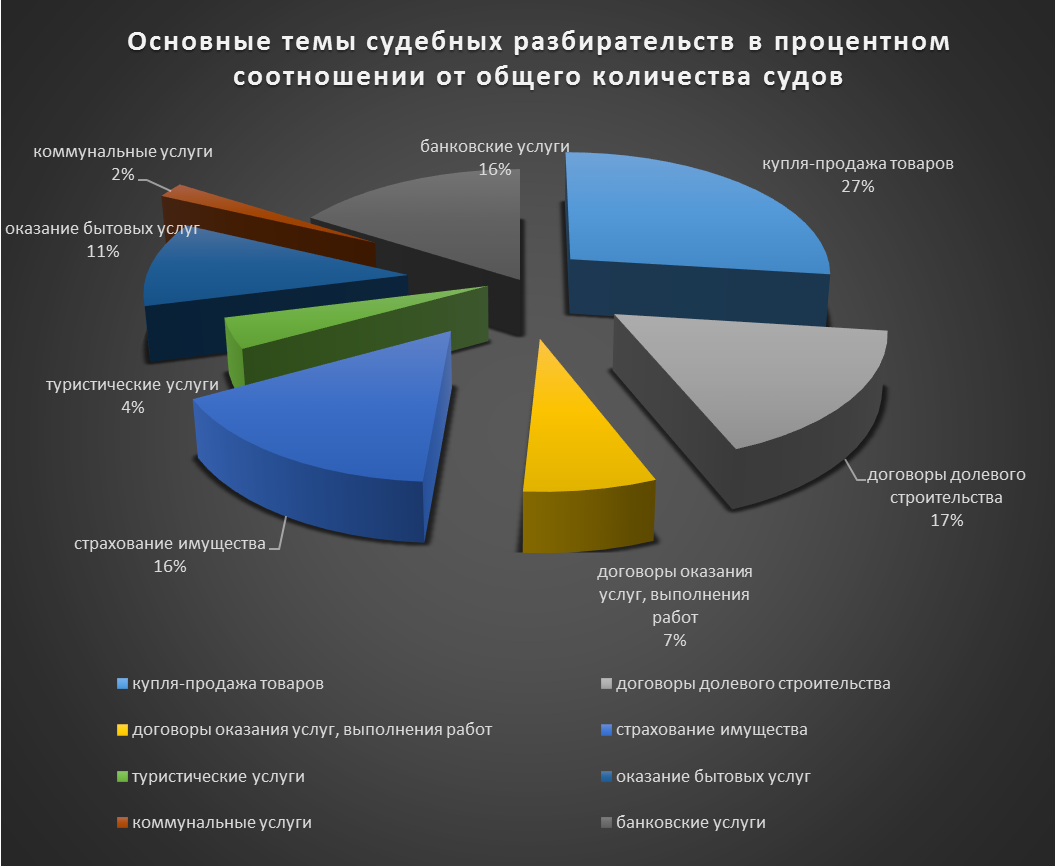 Основные темы судебных разбирательств в процентном
соотношении от общего количества судов
банковские услуги
16%
коммунальные услуги
2%
купля-продажа товаров
27%
оказание бытовых услуг
11%
туристические услуги
4%
договоры долевого
строительства
17%
страхование имущества
16%
договоры оказания
услуг, выполнения
работ
7%
купля-продажа товаров
договоры долевого строительства
договоры оказания услуг, выполнения работ
страхование имущества
туристические услуги
оказание бытовых услуг
коммунальные услуги
банковские услуги